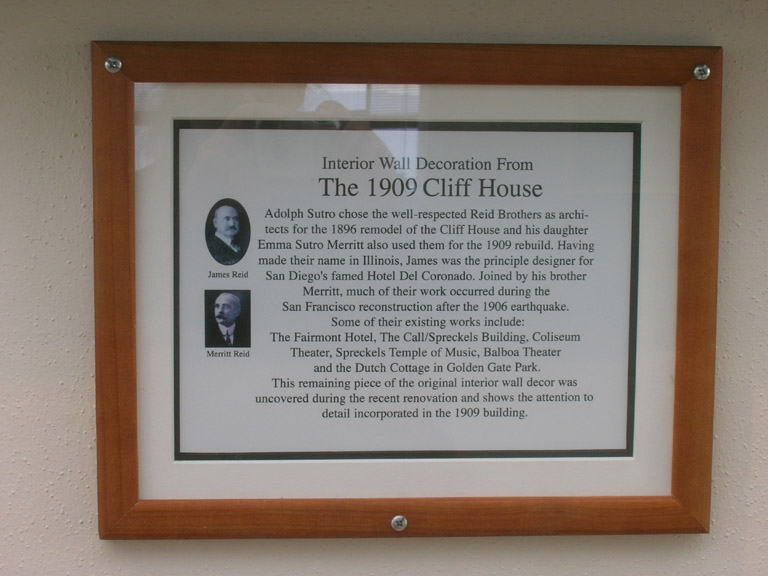 Interior Wall Decoration From
The 1909 Cliff House
Adolph Sutro chose the well-respected Reid Brothers as archi-
tects for the 1896 remodel of the Cliff House and his daughter
Emma Sutro Merritt also used them for the 1909 rebuild. Having
made their name in Illinois, James was the principle designer for
San Diego's famed Hotel Del Coronado. Joined by his brother
Merritt, much of their work occurred during the
San Francisco reconstruction after the 1906 earthquake.
Some of their existing works include:
The Fairmont Hotel, The Call/Spreckels Building, Coliseum
Theater, Spreckels Temple of Music, Balboa Theater
and the Dutch Cottage in Golden Gate Park.
This remaining piece of the original interior wall decor was
uncovered during the recent renovation and shows the attention to
detail incorporated in the 1909 building.
James Reid
Merritt Reid